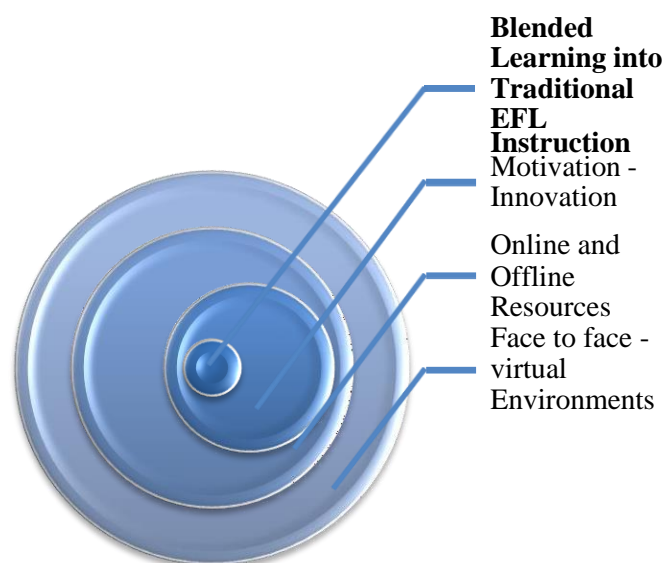 Blended
Learning into
Traditional
EFL
Instruction
Motivation -
Innovation
Online and
Offline
Resources
Face to face -
virtual
Environments